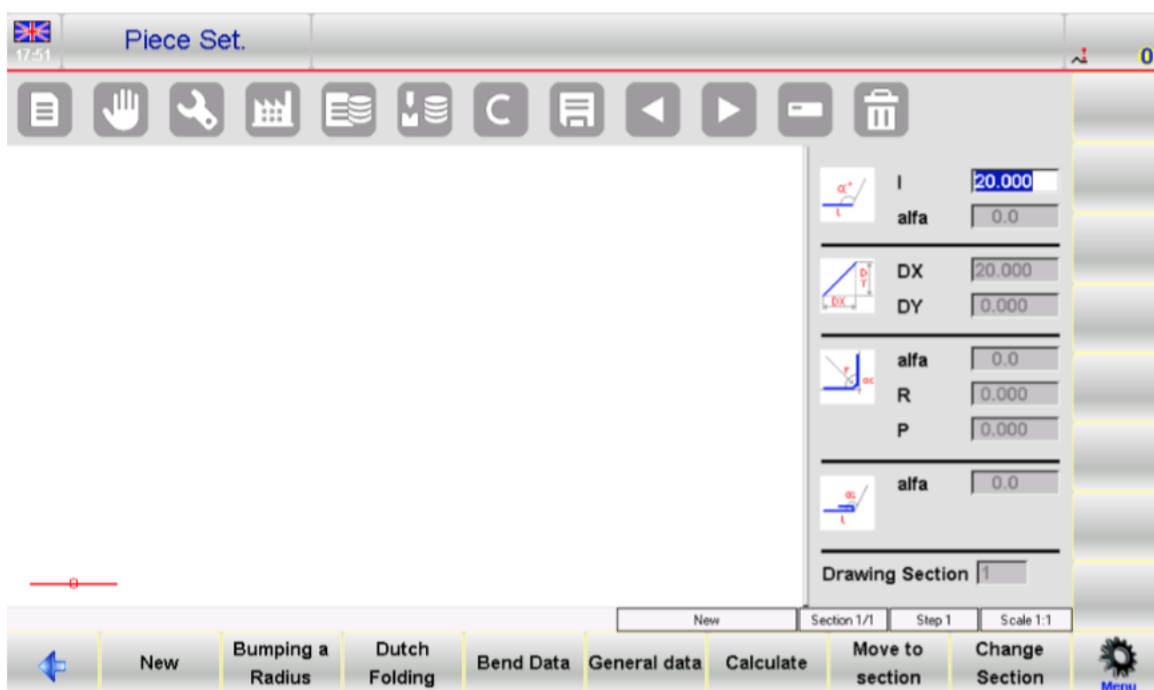 17:51
Piece Set.
0
C
α°
L
l 20.000
alfa 0.0
DY
DX
DX 20.000
DY 0.000
r
α
alfa 0.0
R 0.000
P 0.000
α
L
alfa 0.0
Drawing Section 1
0
New Section 1/1 Step 1 Scale 1:1
New
Bumping a Radius
Dutch Folding
Bend Data
General data
Calculate
Move to section
Change Section
Menu